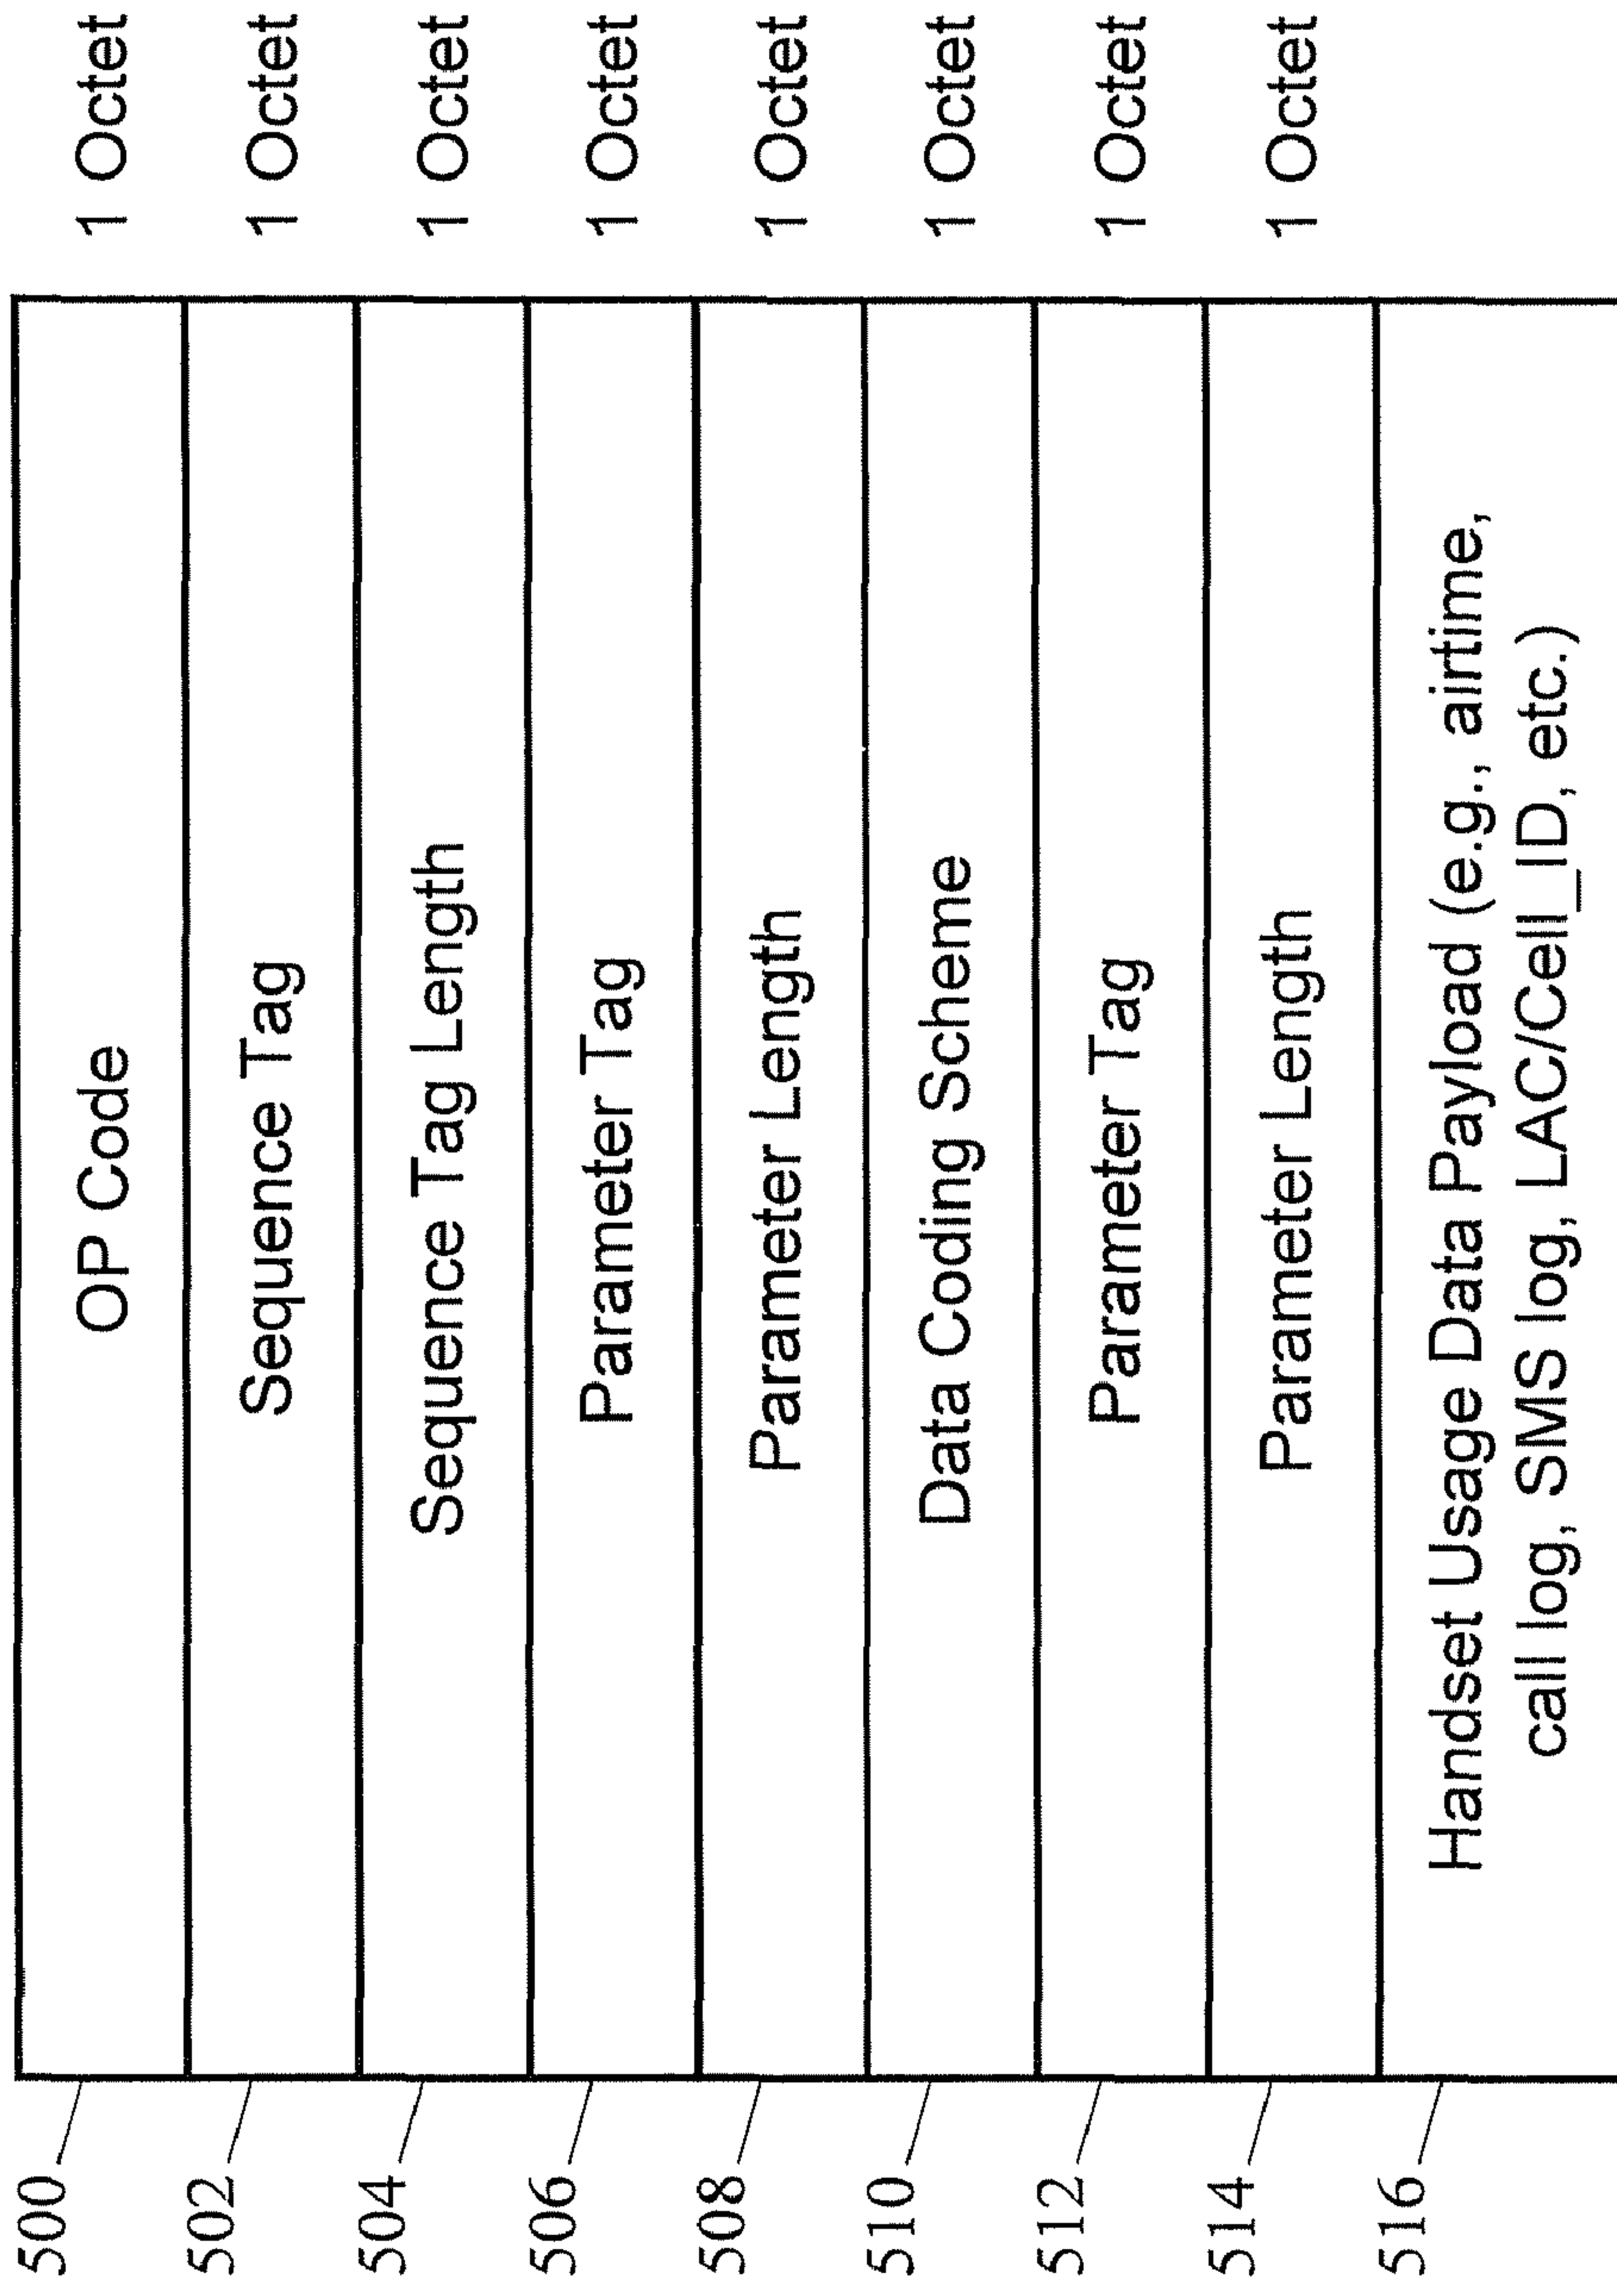 500 OP Code 1 Octet
502 Sequence Tag 1 Octet
504 Sequence Tag Length 1 Octet
506 Parameter Tag 1 Octet
508 Parameter Length 1 Octet
510 Data Coding Scheme 1 Octet
512 Parameter Tag 1 Octet
514 Parameter Length 1 Octet
516 Handset Usage Data Payload (e.g., airtime,
call log, SMS log, LAC/Cell_ID, etc.)